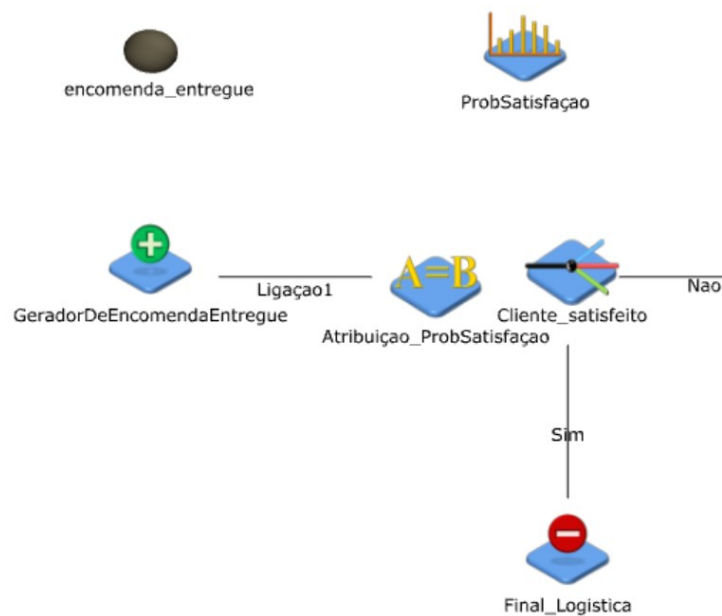 encomenda_entregue
ProbSatisfaçao
A=B
Ligaçao1
GeradorDeEncomendaEntregue
Cliente_satisfeito
Nao
Atribuiçao_ProbSatisfaçao
Sim
Final_Logistica